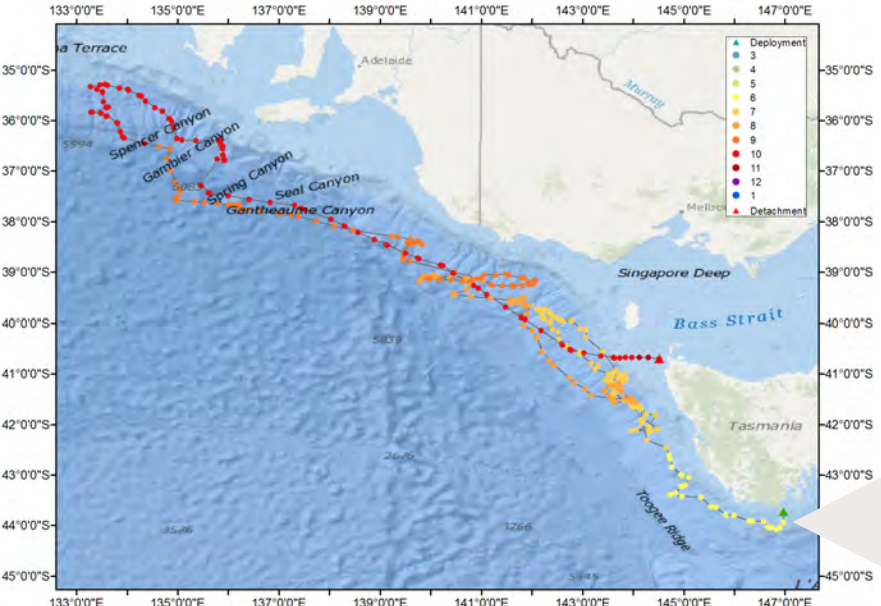 133°0'0"E 135°0'0"E 137°0'0"E 139°0'0"E 141°0'0"E 143°0'0"E 145°0'0"E 147°0'0"E
a Terrace
Adelaide
Deployment
3
4
5
6
7
8
9
10
11
12
1
Detachment
35°0'0"S 35°0'0"S
Murray
36°0'0"S 36°0'0"S
Spencer Canyon
5594
Gambier Canyon
37°0'0"S 37°0'0"S
Spring Canyon
Seal Canyon
Gantheaume Canyon
Melbo
38°0'0"S 38°0'0"S
39°0'0"S 39°0'0"S
Singapore Deep
40°0'0"S 40°0'0"S
Bass Strait
5839
41°0'0"S 41°0'0"S
42°0'0"S 42°0'0"S
Tasmania
2675
43°0'0"S 43°0'0"S
Toogee Ridge
44°0'0"S 44°0'0"S
3526
1766
45°0'0"S 45°0'0"S
5345
L'A
133°0'0"E 135°0'0"E 137°0'0"E 139°0'0"E 141°0'0"E 143°0'0"E 145°0'0"E 147°0'0"E